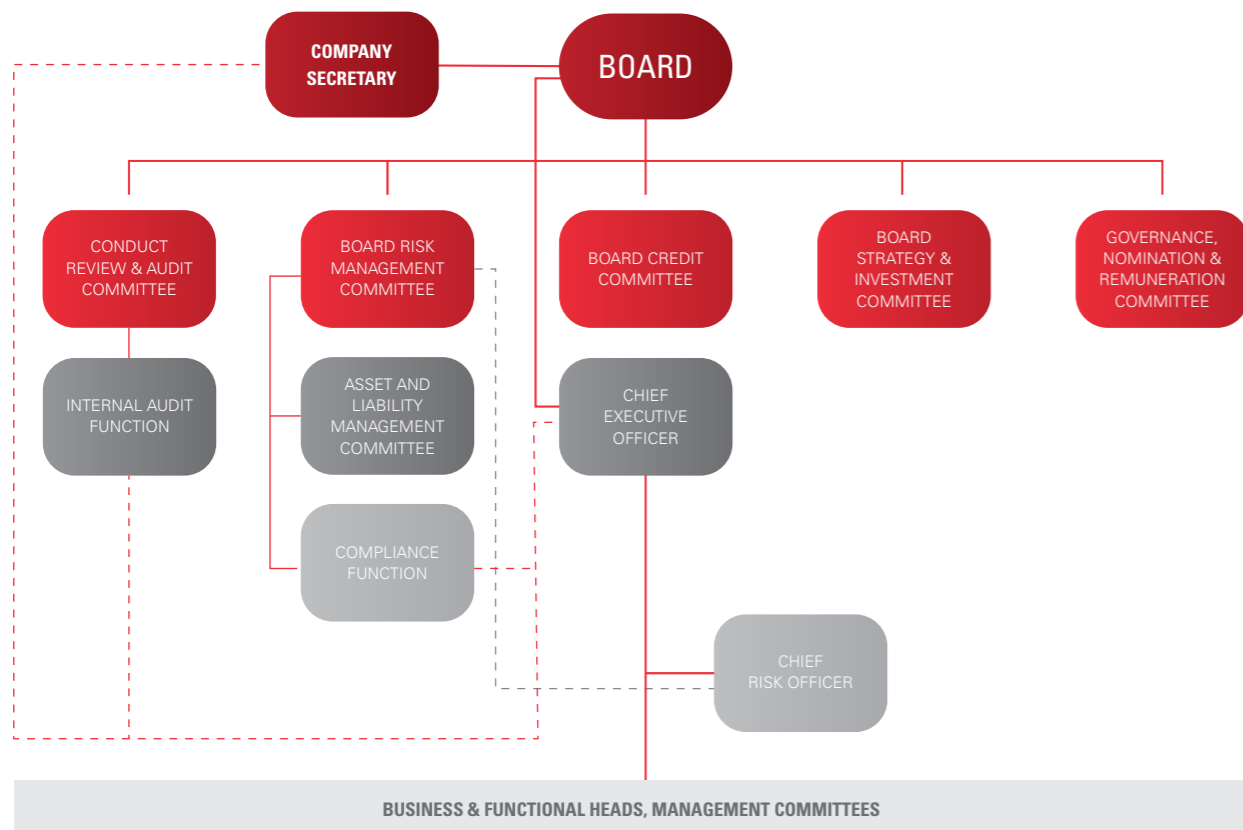 COMPANY
SECRETARY
BOARD
CONDUCT
REVIEW & AUDIT
COMMITTEE
BOARD RISK
MANAGEMENT
COMMITTEE
BOARD CREDIT
COMMITTEE
BOARD
STRATEGY &
INVESTMENT
COMMITTEE
GOVERNANCE,
NOMINATION &
REMUNERATION
COMMITTEE
INTERNAL AUDIT
FUNCTION
ASSET AND
LIABILITY
MANAGEMENT
COMMITTEE
CHIEF
EXECUTIVE
OFFICER
COMPLIANCE
FUNCTION
CHIEF
RISK OFFICER
BUSINESS & FUNCTIONAL HEADS, MANAGEMENT COMMITTEES